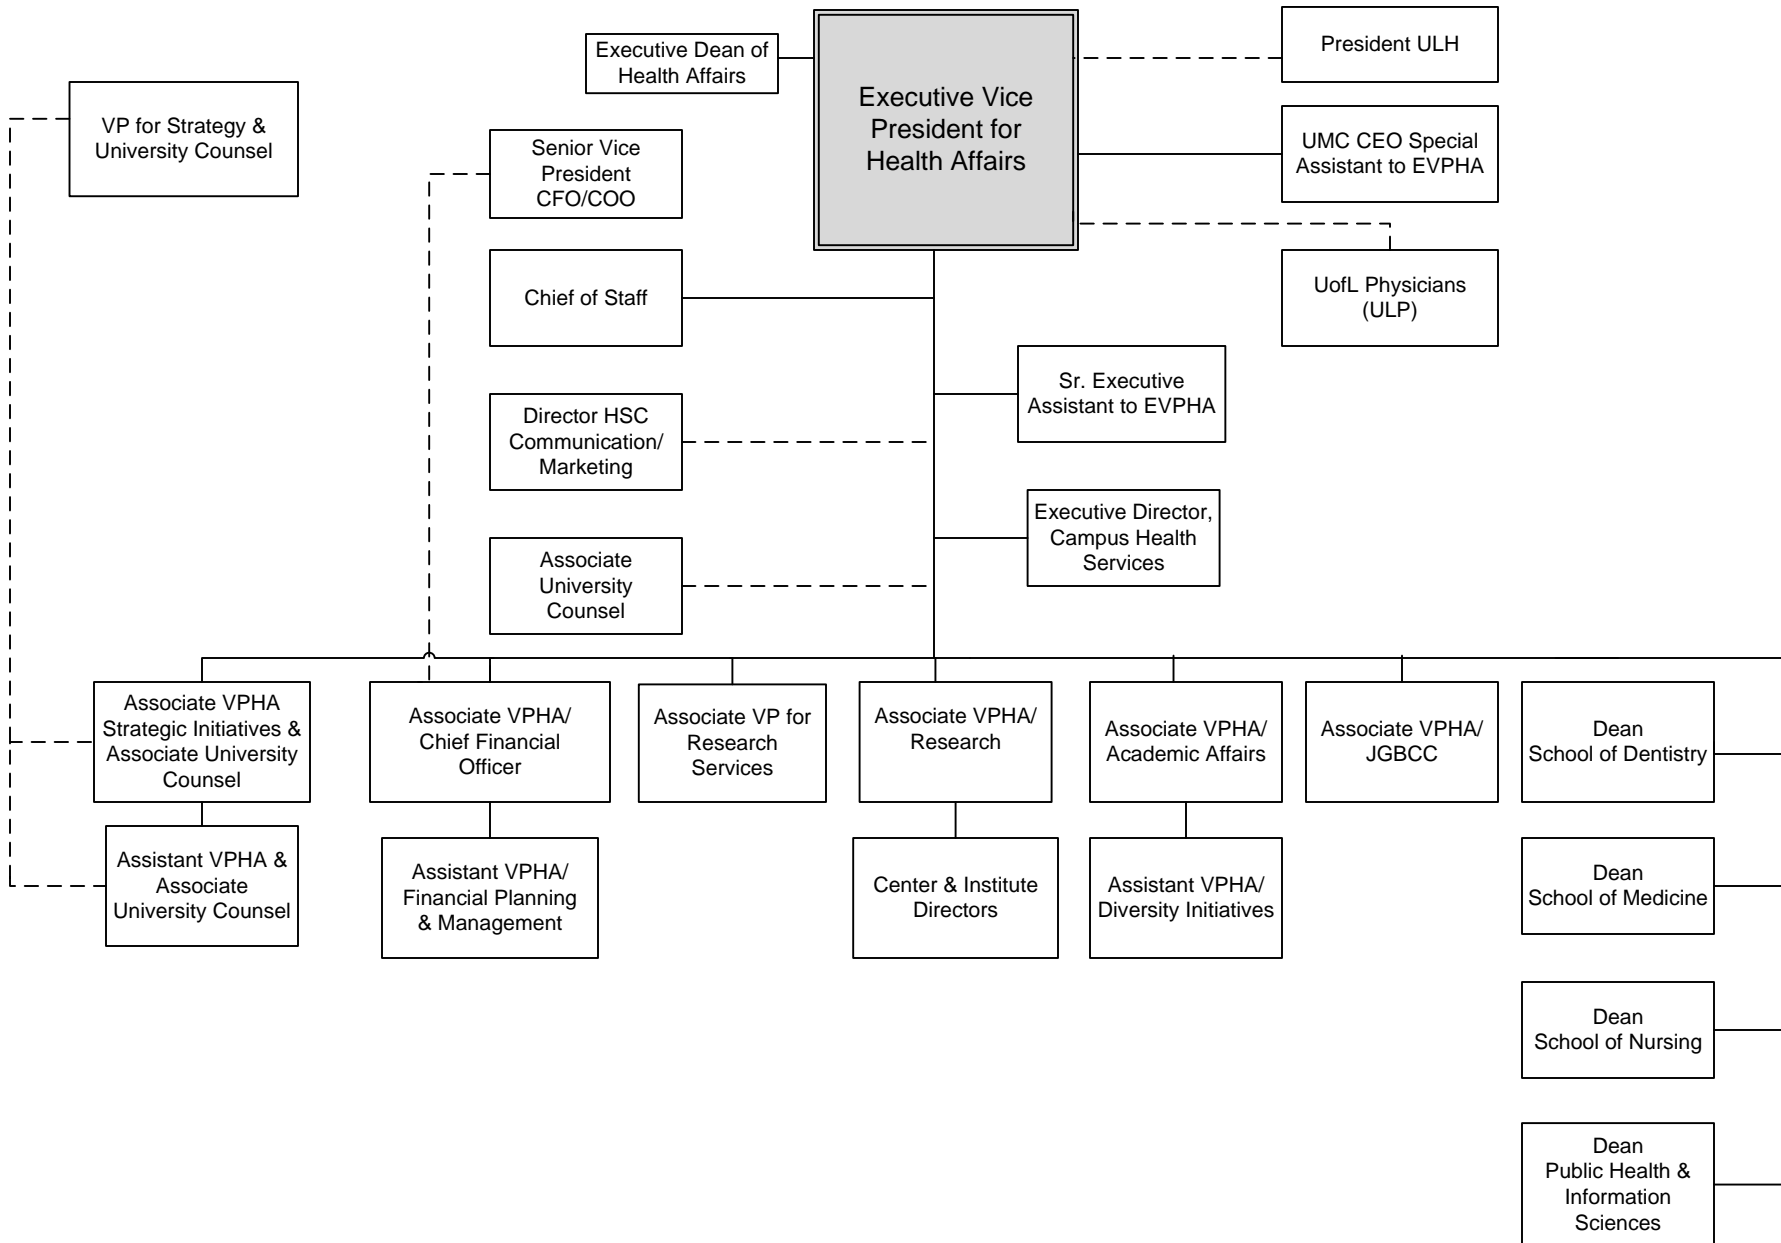 Executive Dean of
Health Affairs
Executive Vice
President for
Health Affairs
President ULH
VP for Strategy &
University Counsel
Senior Vice
President
CFO/COO
UMC CEO Special
Assistant to EVPHA
Chief of Staff
UofL Physicians
(ULP)
Sr. Executive
Assistant to EVPHA
Director HSC
Communication/
Marketing
Executive Director,
Campus Health
Services
Associate
University
Counsel
Associate VPHA
Strategic Initiatives &
Associate University
Counsel
Associate VPHA/
Chief Financial
Officer
Associate VP for
Research
Services
Associate VPHA/
Research
Associate VPHA/
Academic Affairs
Associate VPHA/
JGBCC
Dean
School of Dentistry
Assistant VPHA &
Associate
University Counsel
Assistant VPHA/
Financial Planning
& Management
Center & Institute
Directors
Assistant VPHA/
Diversity Initiatives
Dean
School of Medicine
Dean
School of Nursing
Dean
Public Health &
Information
Sciences